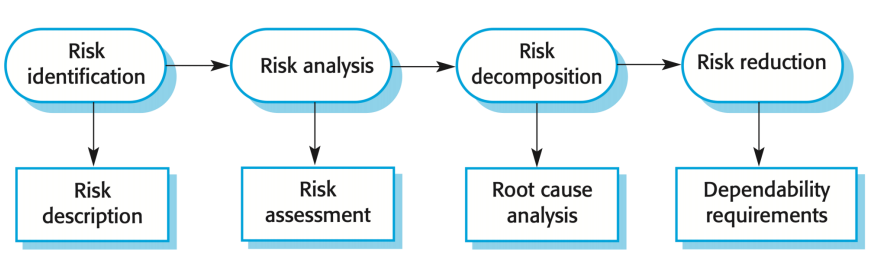 Risk
identification
Risk analysis
Risk
decomposition
Risk reduction
Risk
description
Risk
assessment
Root cause
analysis
Dependability
requirements